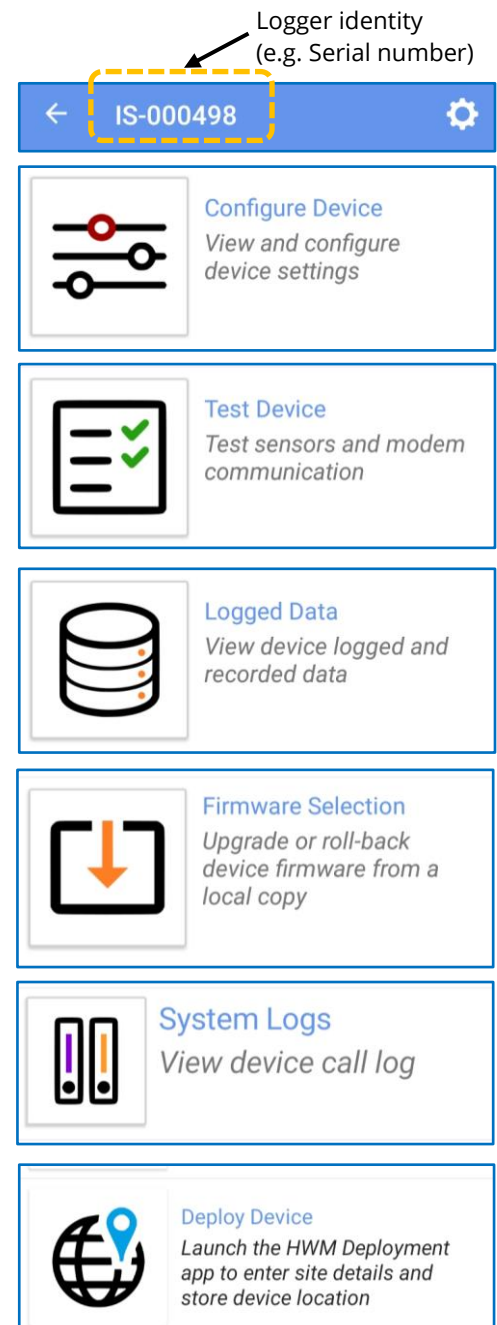 Logger identity
(e.g. Serial number)
IS-000498
Configure Device
View and configure
device settings
Test Device
Test sensors and modem
communication
Logged Data
View device logged and
recorded data
Firmware Selection
Upgrade or roll-back
device firmware from a
local copy
System Logs
View device call log
Deploy Device
Launch the HWM Deployment
app to enter site details and
store device location